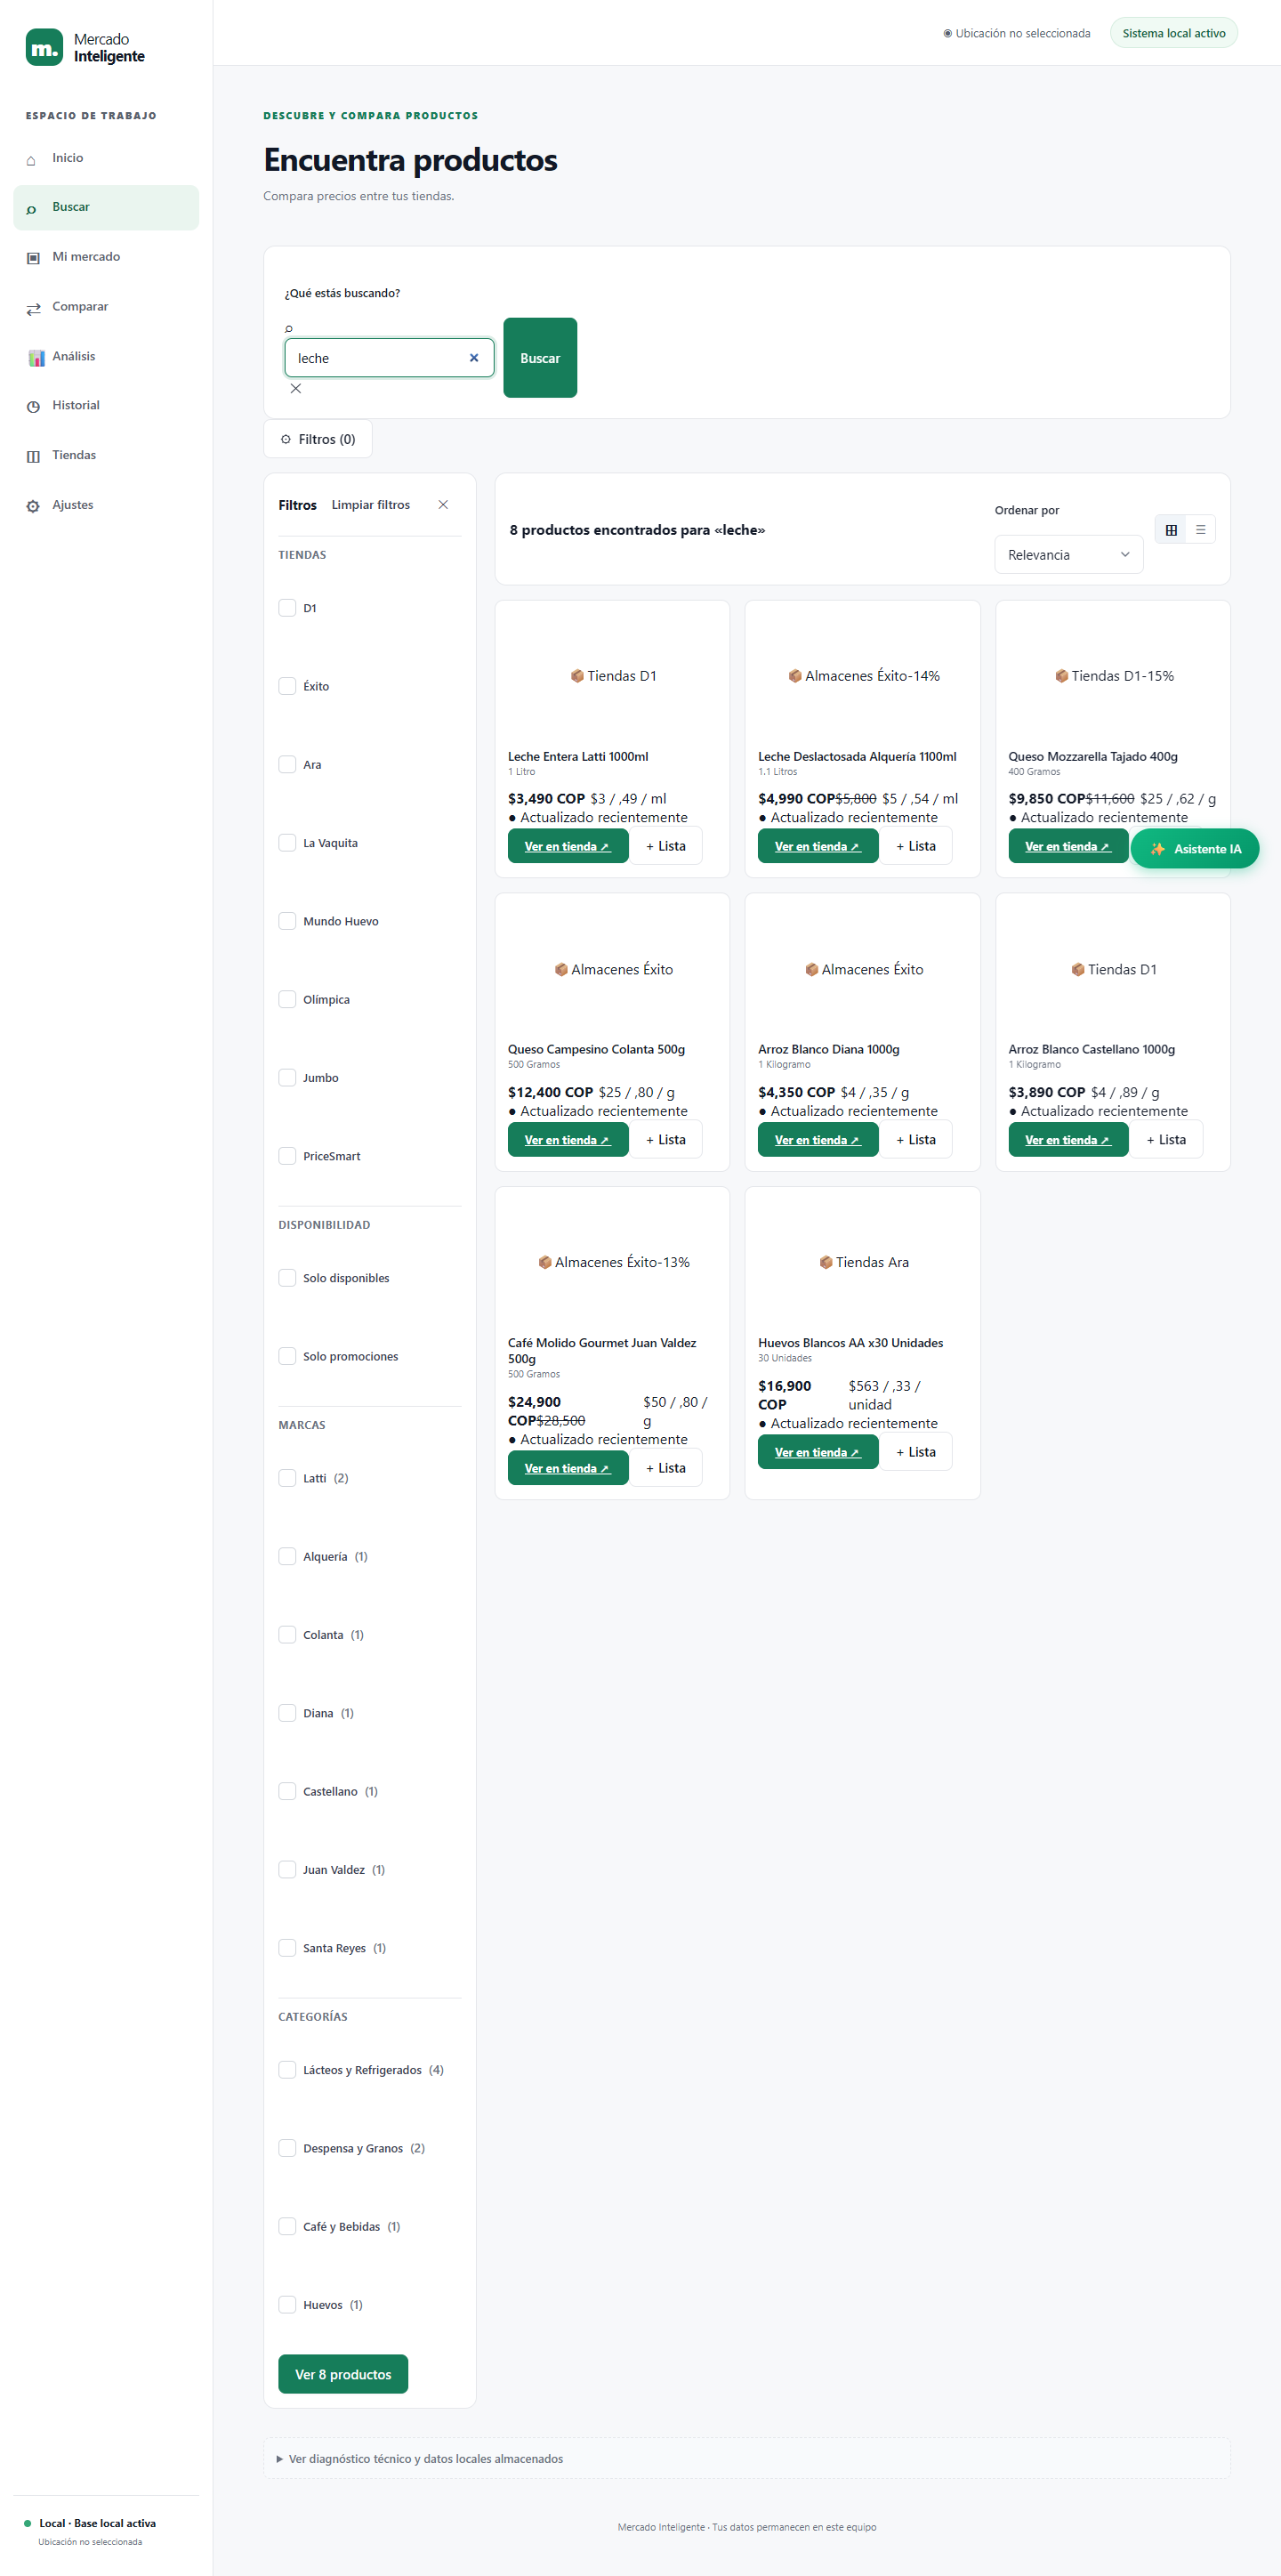 m.
Mercado
Inteligente
ESPACIO DE TRABAJO
Inicio
Buscar
Mi mercado
Comparar
Análisis
Historial
Tiendas
Ajustes
Local · Base local activa
Ubicación no seleccionada
◉ Ubicación no seleccionada
Sistema local activo
DESCUBRE Y COMPARA PRODUCTOS
Encuentra productos
Compara precios entre tus tiendas.
¿Qué estás buscando?
leche
Buscar
Filtros (0)
Filtros
Limpiar filtros
TIENDAS
D1
Éxito
Ara
La Vaquita
Mundo Huevo
Olímpica
Jumbo
PriceSmart
DISPONIBILIDAD
Solo disponibles
Solo promociones
MARCAS
Latti (2)
Alquería (1)
Colanta (1)
Diana (1)
Castellano (1)
Juan Valdez (1)
Santa Reyes (1)
CATEGORÍAS
Lácteos y Refrigerados (4)
Despensa y Granos (2)
Café y Bebidas (1)
Huevos (1)
Ver 8 productos
8 productos encontrados para «leche»
Ordenar por
Relevancia
📦 Tiendas D1
Leche Entera Latti 1000ml
1 Litro
$3,490 COP $3 / ,49 / ml
● Actualizado recientemente
Ver en tienda ↗
+ Lista
📦 Almacenes Éxito-14%
Leche Deslactosada Alquería 1100ml
1.1 Litros
$4,990 COP$5,800 $5 / ,54 / ml
● Actualizado recientemente
Ver en tienda ↗
+ Lista
📦 Tiendas D1-15%
Queso Mozzarella Tajado 400g
400 Gramos
$9,850 COP$11,600 $25 / ,62 / g
● Actualizado recientemente
Ver en tienda ↗
✨ Asistente IA
📦 Almacenes Éxito
Queso Campesino Colanta 500g
500 Gramos
$12,400 COP $25 / ,80 / g
● Actualizado recientemente
Ver en tienda ↗
+ Lista
📦 Almacenes Éxito
Arroz Blanco Diana 1000g
1 Kilogramo
$4,350 COP $4 / ,35 / g
● Actualizado recientemente
Ver en tienda ↗
+ Lista
📦 Tiendas D1
Arroz Blanco Castellano 1000g
1 Kilogramo
$3,890 COP $4 / ,89 / g
● Actualizado recientemente
Ver en tienda ↗
+ Lista
📦 Almacenes Éxito-13%
Café Molido Gourmet Juan Valdez
500g
500 Gramos
$24,900 COP$28,500
$50 / ,80 / g
● Actualizado recientemente
Ver en tienda ↗
+ Lista
📦 Tiendas Ara
Huevos Blancos AA x30 Unidades
30 Unidades
$16,900 COP
$563 / ,33 / unidad
● Actualizado recientemente
Ver en tienda ↗
+ Lista
▶ Ver diagnóstico técnico y datos locales almacenados
Mercado Inteligente · Tus datos permanecen en este equipo